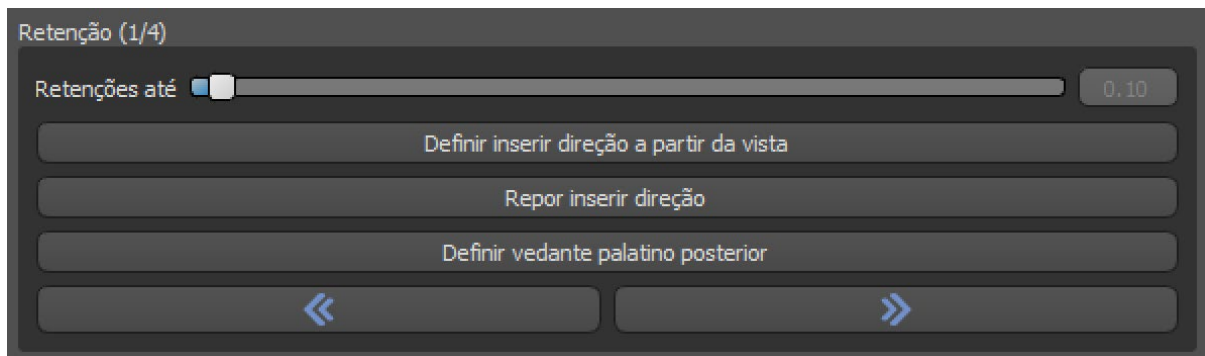 Retenção (1/4)
Retenções até 0.10
Definir inserir direção a partir da vista
Repor inserir direção
Definir vedante palatino posterior